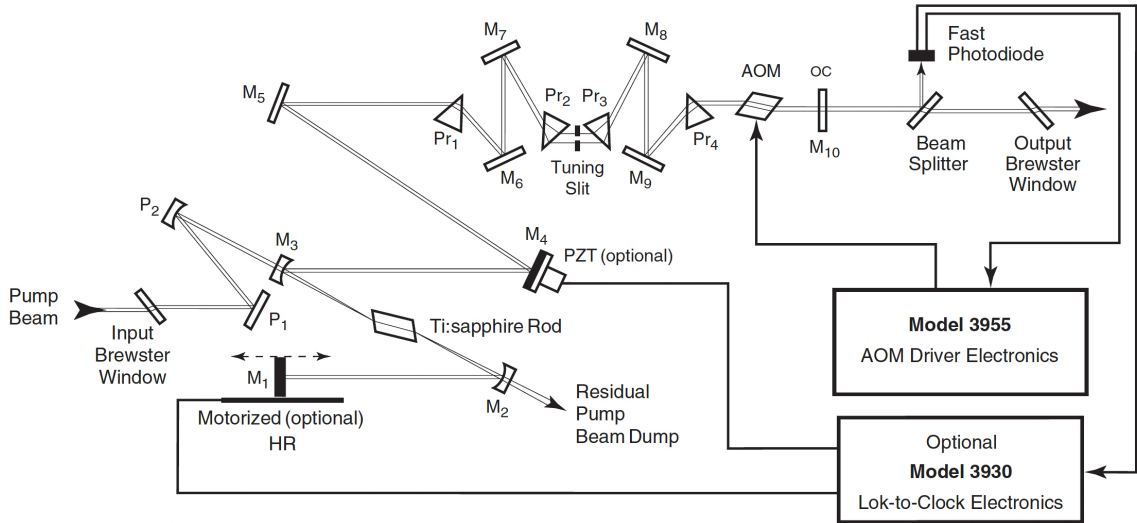 M7
M8
Fast
Photodiode
M5
Pr2
Pr3
AOM
OC
Pr1
Pr4
M6
Tuning
Slit
M9
M10
Beam
Splitter
Output
Brewster
Window
P2
M3
M4
PZT (optional)
Pump
Beam
Input
Brewster
Window
P1
Ti:sapphire Rod
Model 3955
AOM Driver Electronics
M1
M2
Motorized (optional)
HR
Residual
Pump
Beam Dump
Optional
Model 3930
Lok-to-Clock Electronics